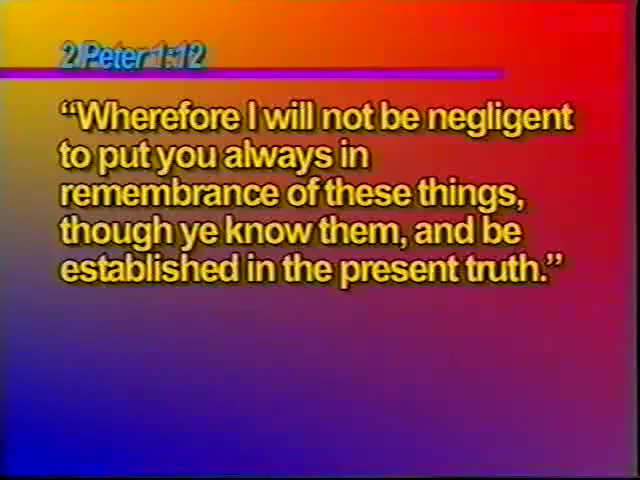 2 Peter 1:12
“Wherefore I will not be negligent
to put you always in
remembrance of these things,
though ye know them, and be
established in the present truth.”